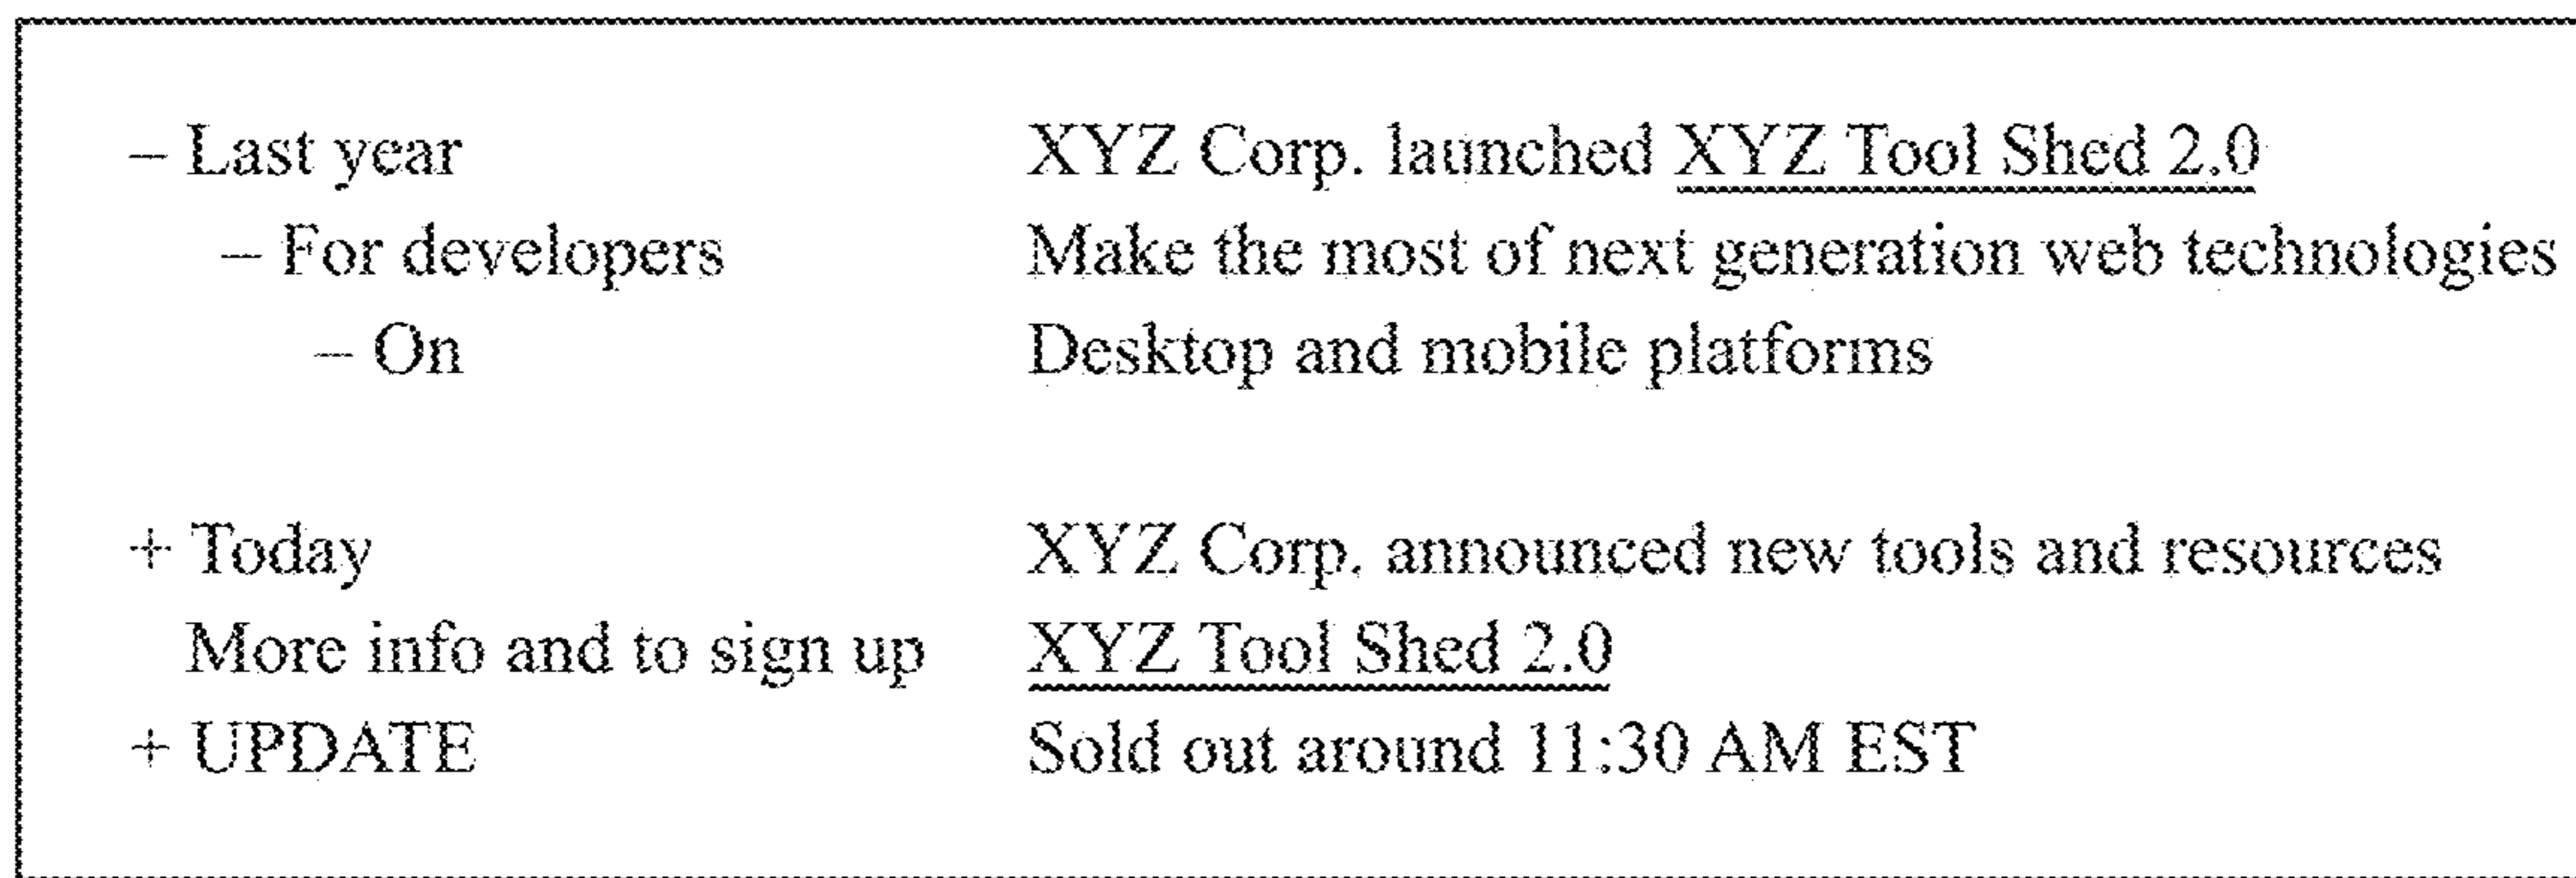 – Last year XYZ Corp. launched XYZ Tool Shed 2.0
– For developers Make the most of next generation web technologies
– On Desktop and mobile platforms
+ Today XYZ Corp. announced new tools and resources
More info and to sign up XYZ Tool Shed 2.0
+ UPDATE Sold out around 11:30 AM EST